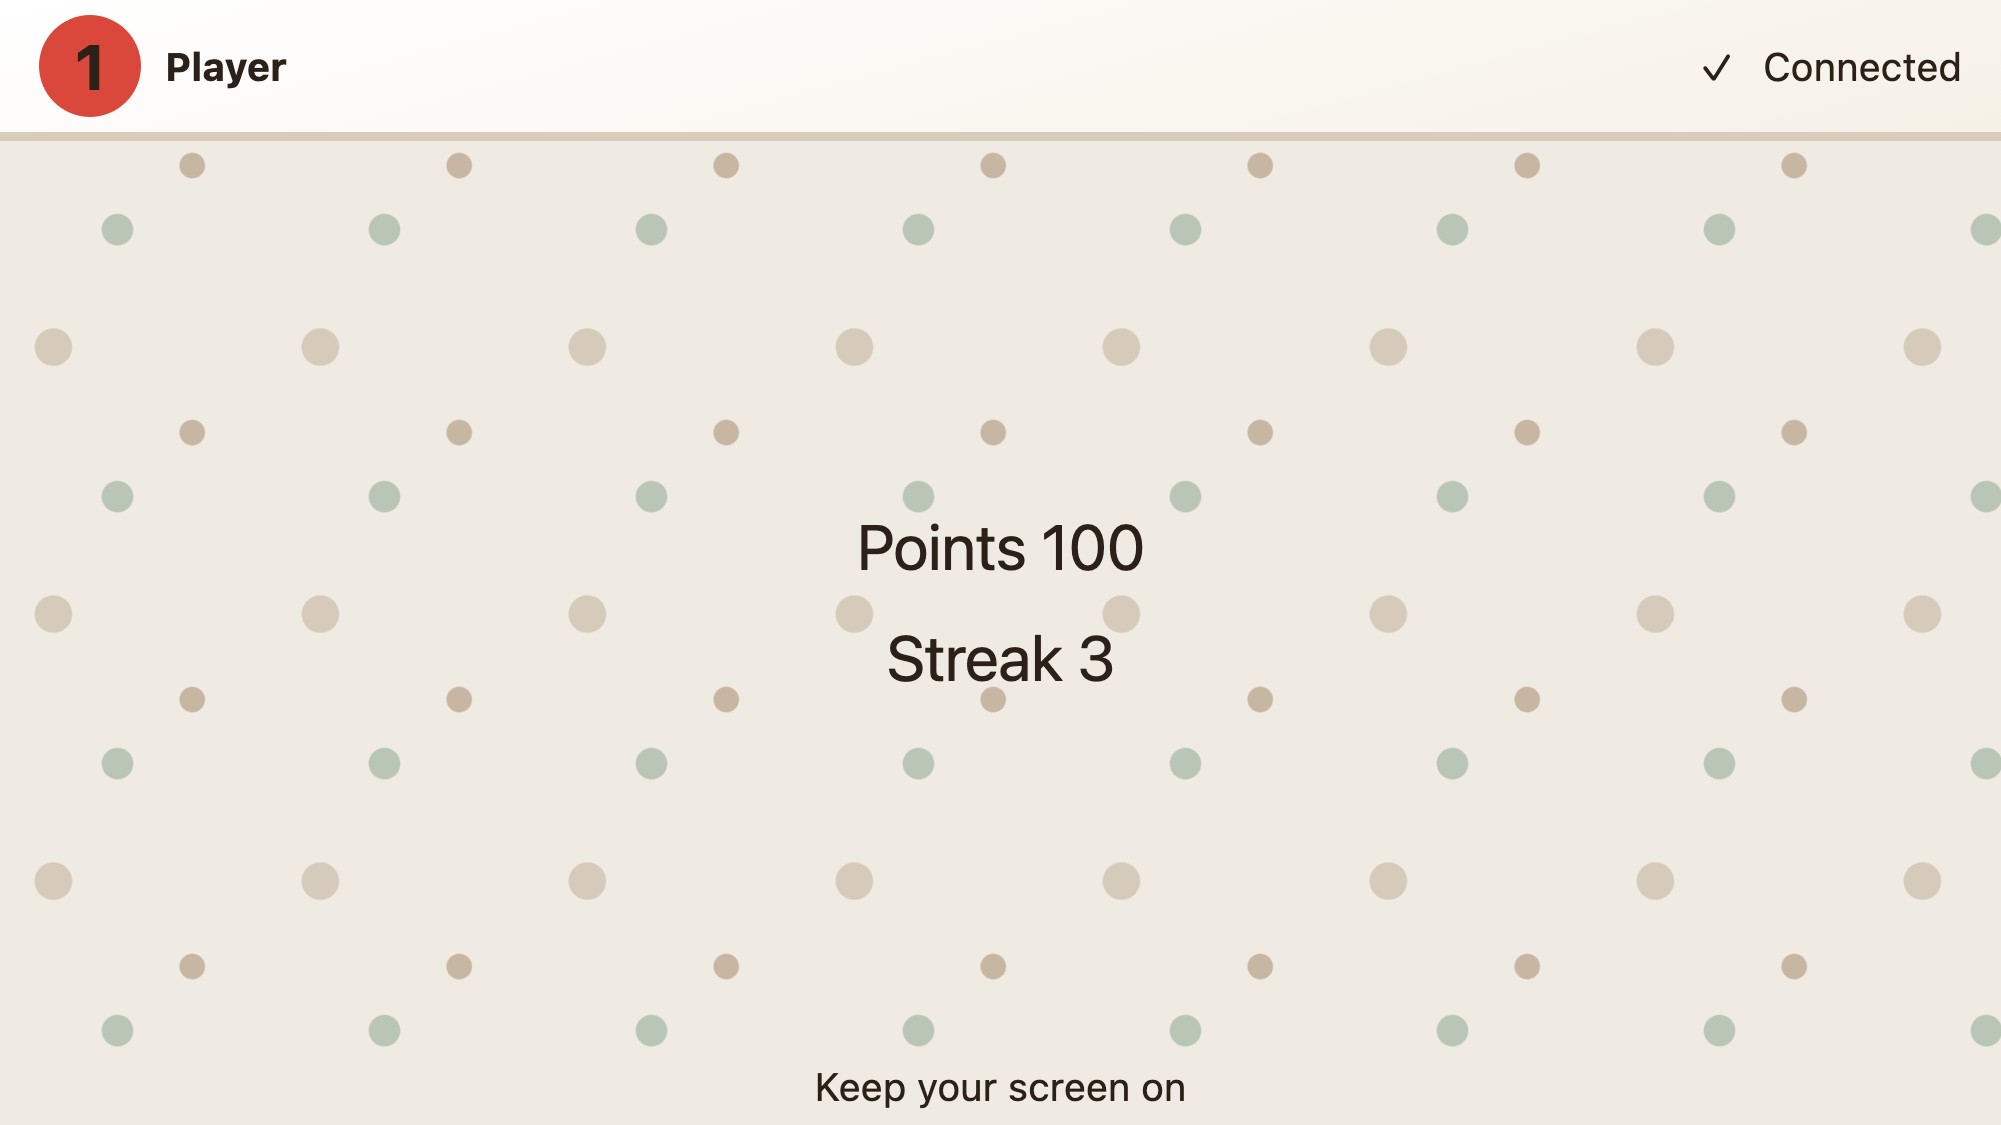 1 Player
✓ Connected
Points 100
Streak 3
Keep your screen on